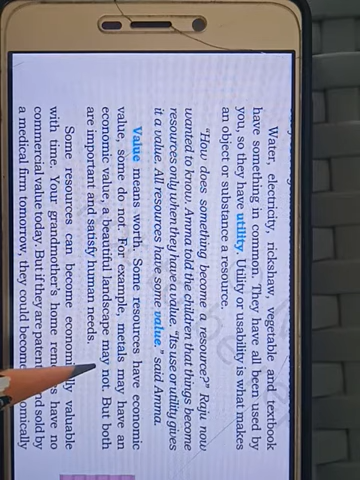 Water, electricity, rickshaw, vegetable and textbook
have something in common. They have all been used by
you, so they have utility. Utility or usability is what makes
an object or substance a resource.
"How does something become a resource?" Raju now
wanted to know. Amma told the children that things become
resources only when they have a value. "Its use or utility gives
it a value. All resources have some value." said Amma.
Value means worth. Some resources have economic
value, some do not. For example, metals may have an
economic value, a beautiful landscape may not. But both
are important and satisfy human needs.
Some resources can become valuable
with time. Your grandmother's home have no
commercial value today. But if they are sold by
a medical firm tomorrow, they could become